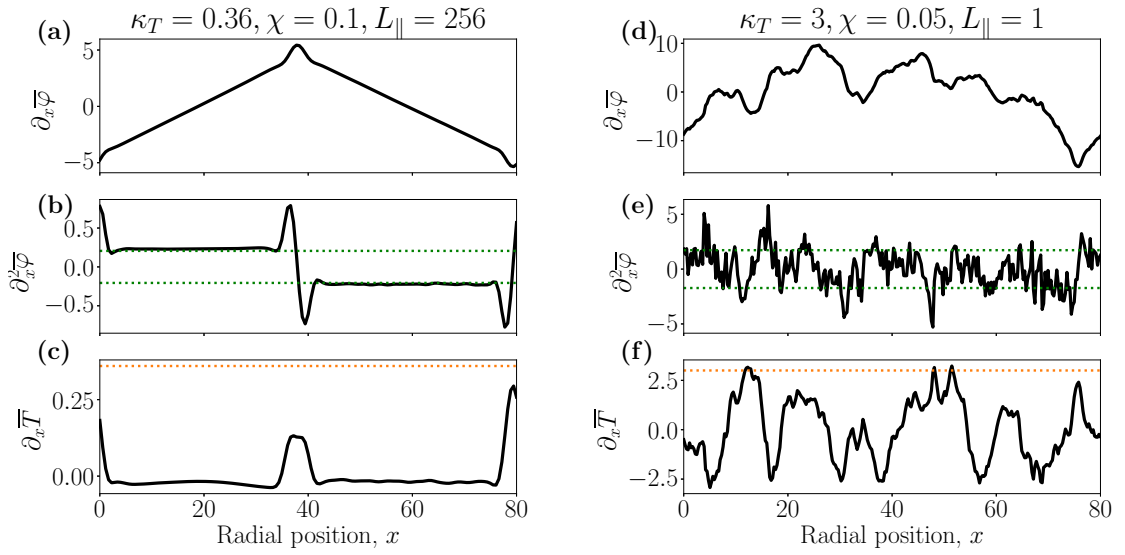 κ_T = 0.36, χ = 0.1, L_∥ = 256
(a)
5
0
−5
∂_x φ̅
(b)
0.5
0.0
−0.5
∂_x^2 φ̅
(c)
0.25
0.00
∂_x T̅
0 20 40 60 80
Radial position, x
κ_T = 3, χ = 0.05, L_∥ = 1
(d)
10
0
−10
∂_x φ̅
(e)
5
0
−5
∂_x^2 φ̅
(f)
2.5
0.0
−2.5
∂_x T̅
0 20 40 60 80
Radial position, x